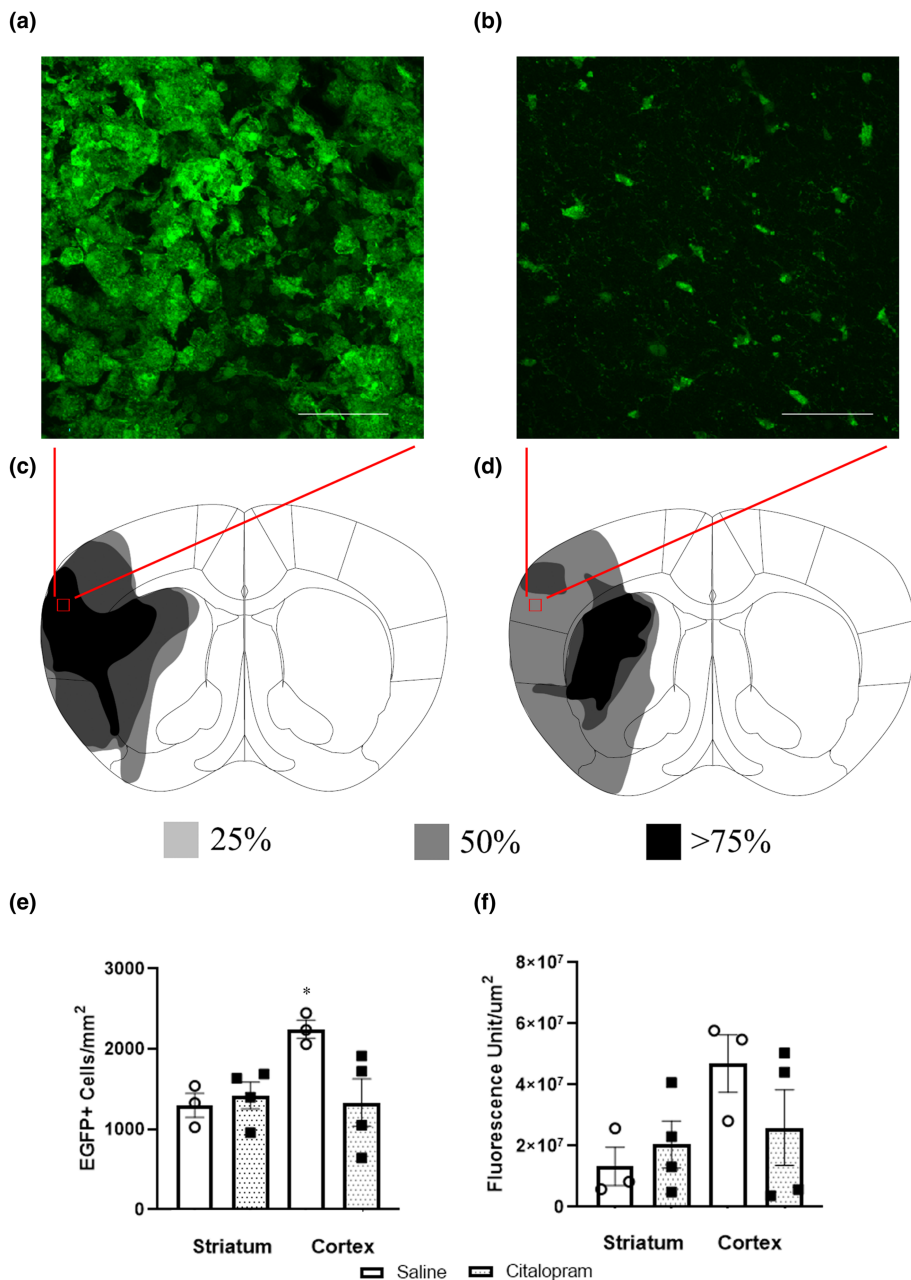 (a)
(b)
(c)
(d)
25%
50%
>75%
(e)
(f)
3000
2000
1000
0
EGFP+ Cells/mm²
*
Striatum
Cortex
8×10⁷
6×10⁷
4×10⁷
2×10⁷
0
Fluorescence Unit/um²
Striatum
Cortex
Saline
Citalopram